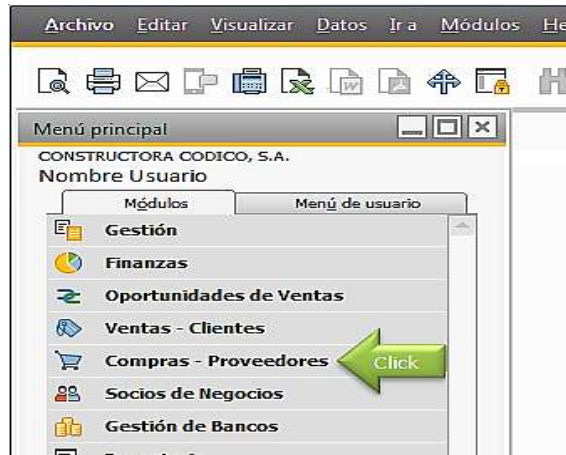 Archivo Editar Visualizar Datos Ir a Módulos
Menú principal
CONSTRUCTORA CODICO, S.A.
Nombre Usuario
Módulos Menú de usuario
Gestión
Finanzas
Oportunidades de Ventas
Ventas - Clientes
Compras - Proveedores Click
Socios de Negocios
Gestión de Bancos